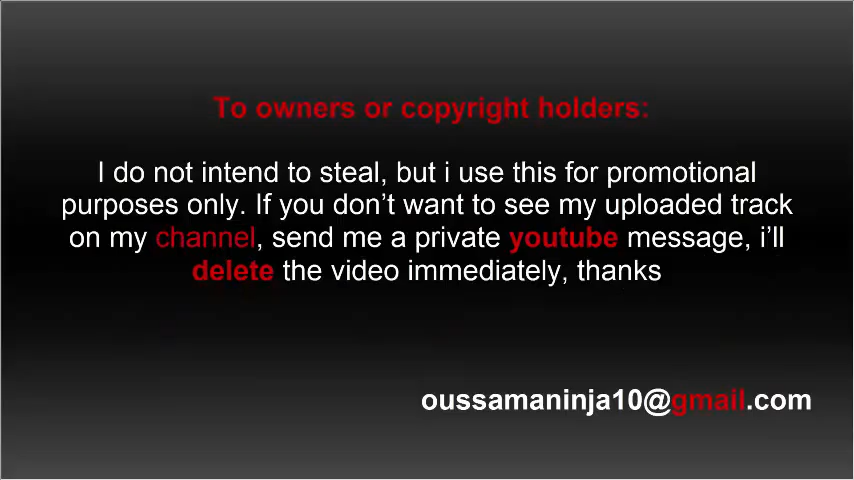 To owners or copyright holders:
I do not intend to steal, but i use this for promotional
purposes only. If you don’t want to see my uploaded track
on my channel, send me a private youtube message, i’ll
delete the video immediately, thanks
oussamaninja10@gmail.com